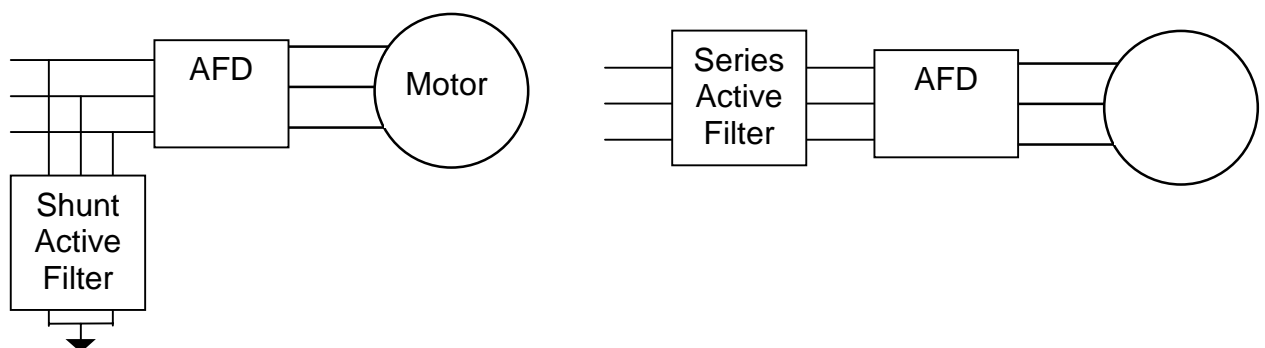 AFD
Motor
Shunt
Active
Filter
Series
Active
Filter
AFD